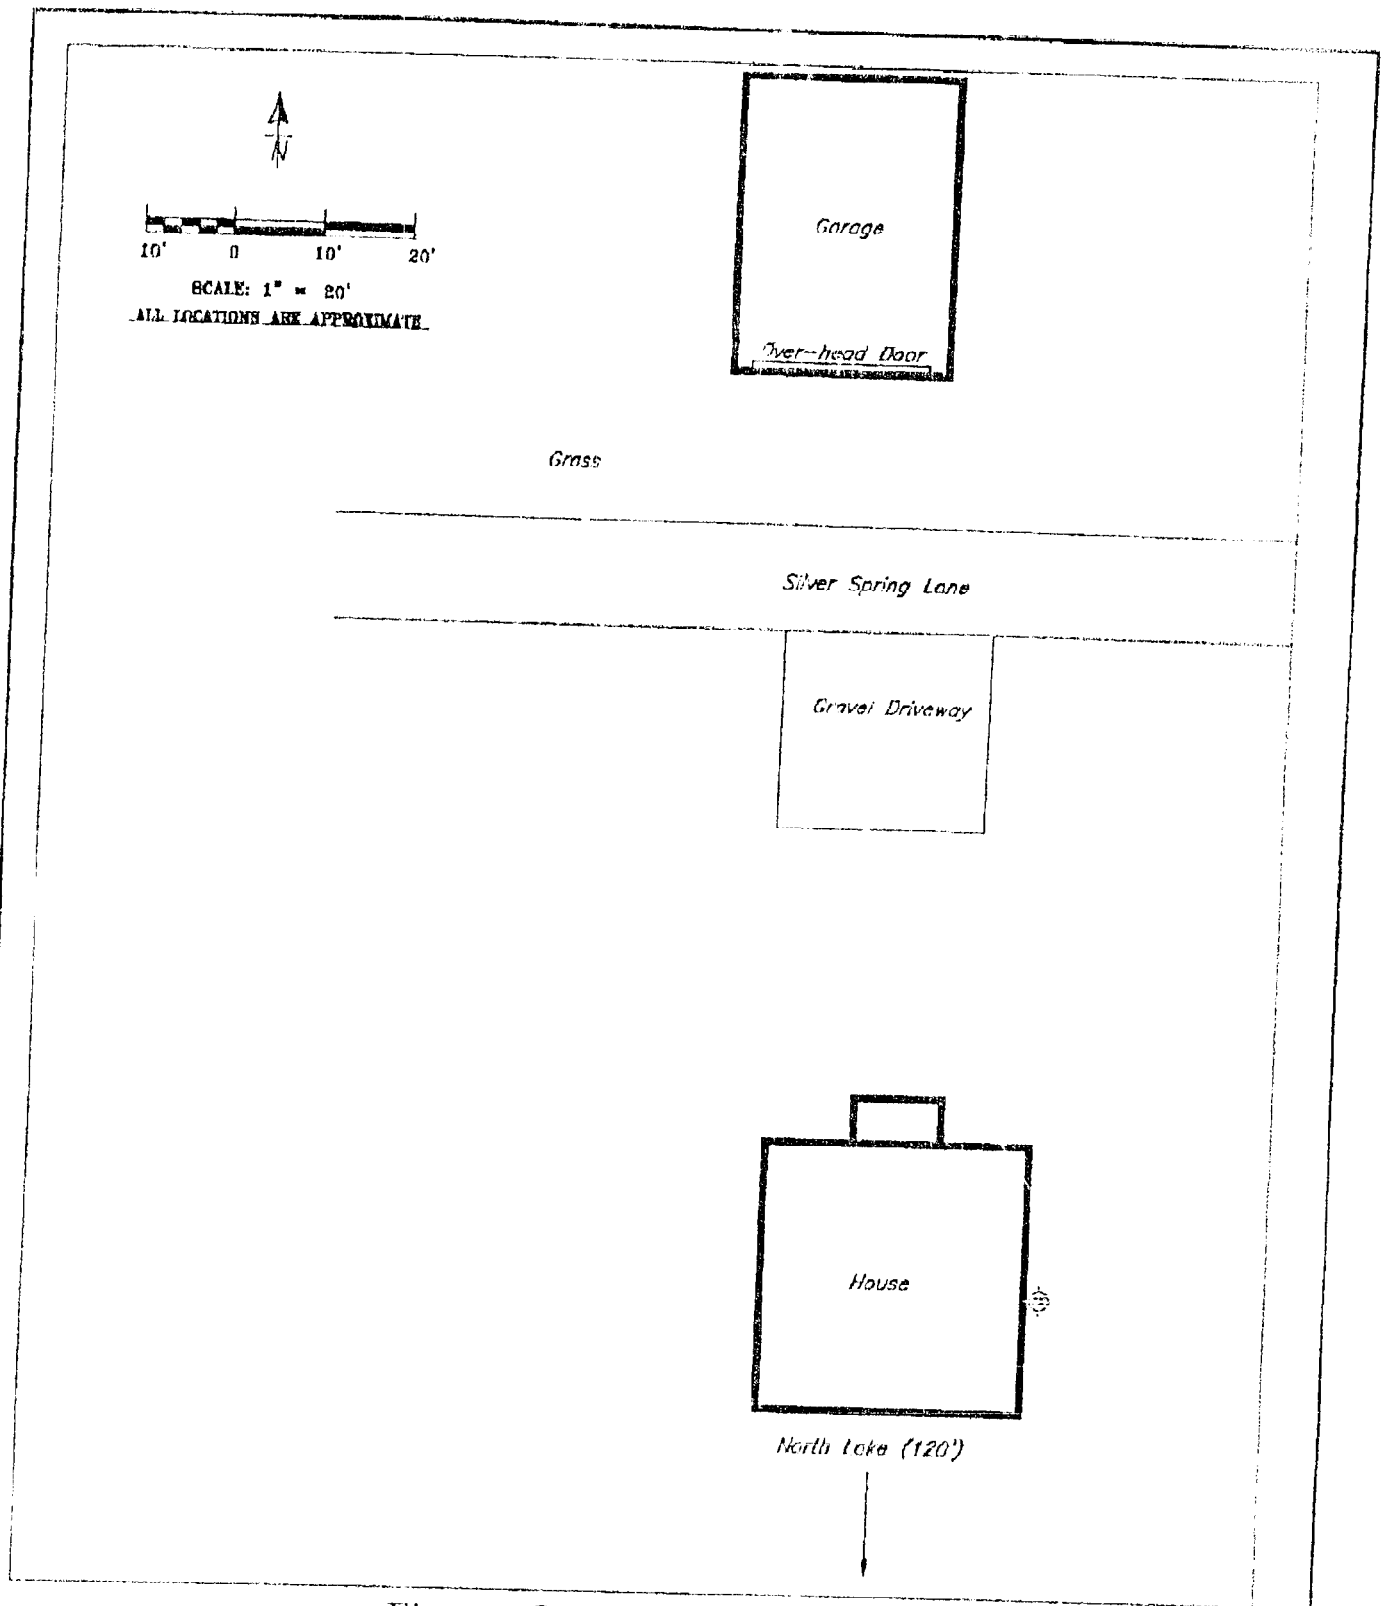 N
10' 0 10' 20'
SCALE: 1" = 20'
ALL LOCATIONS ARE APPROXIMATE
Garage
Over-head Door
Grass
Silver Spring Lane
Gravel Driveway
House
North Lake (120')